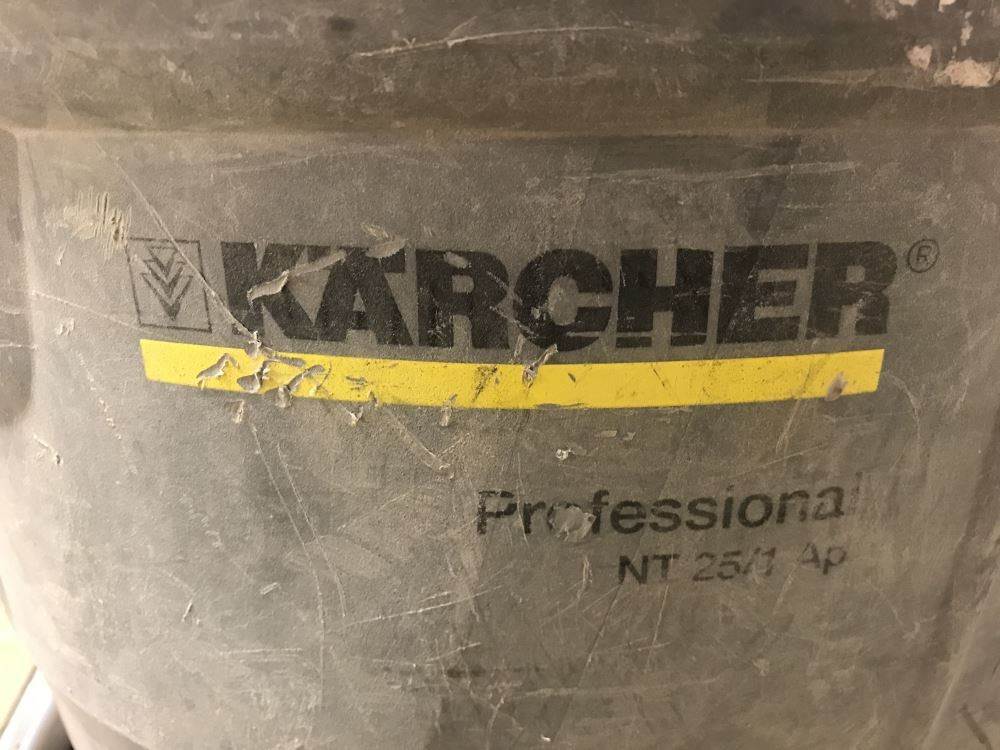 KÄRCHER®
Professional
NT 25/1 Ap